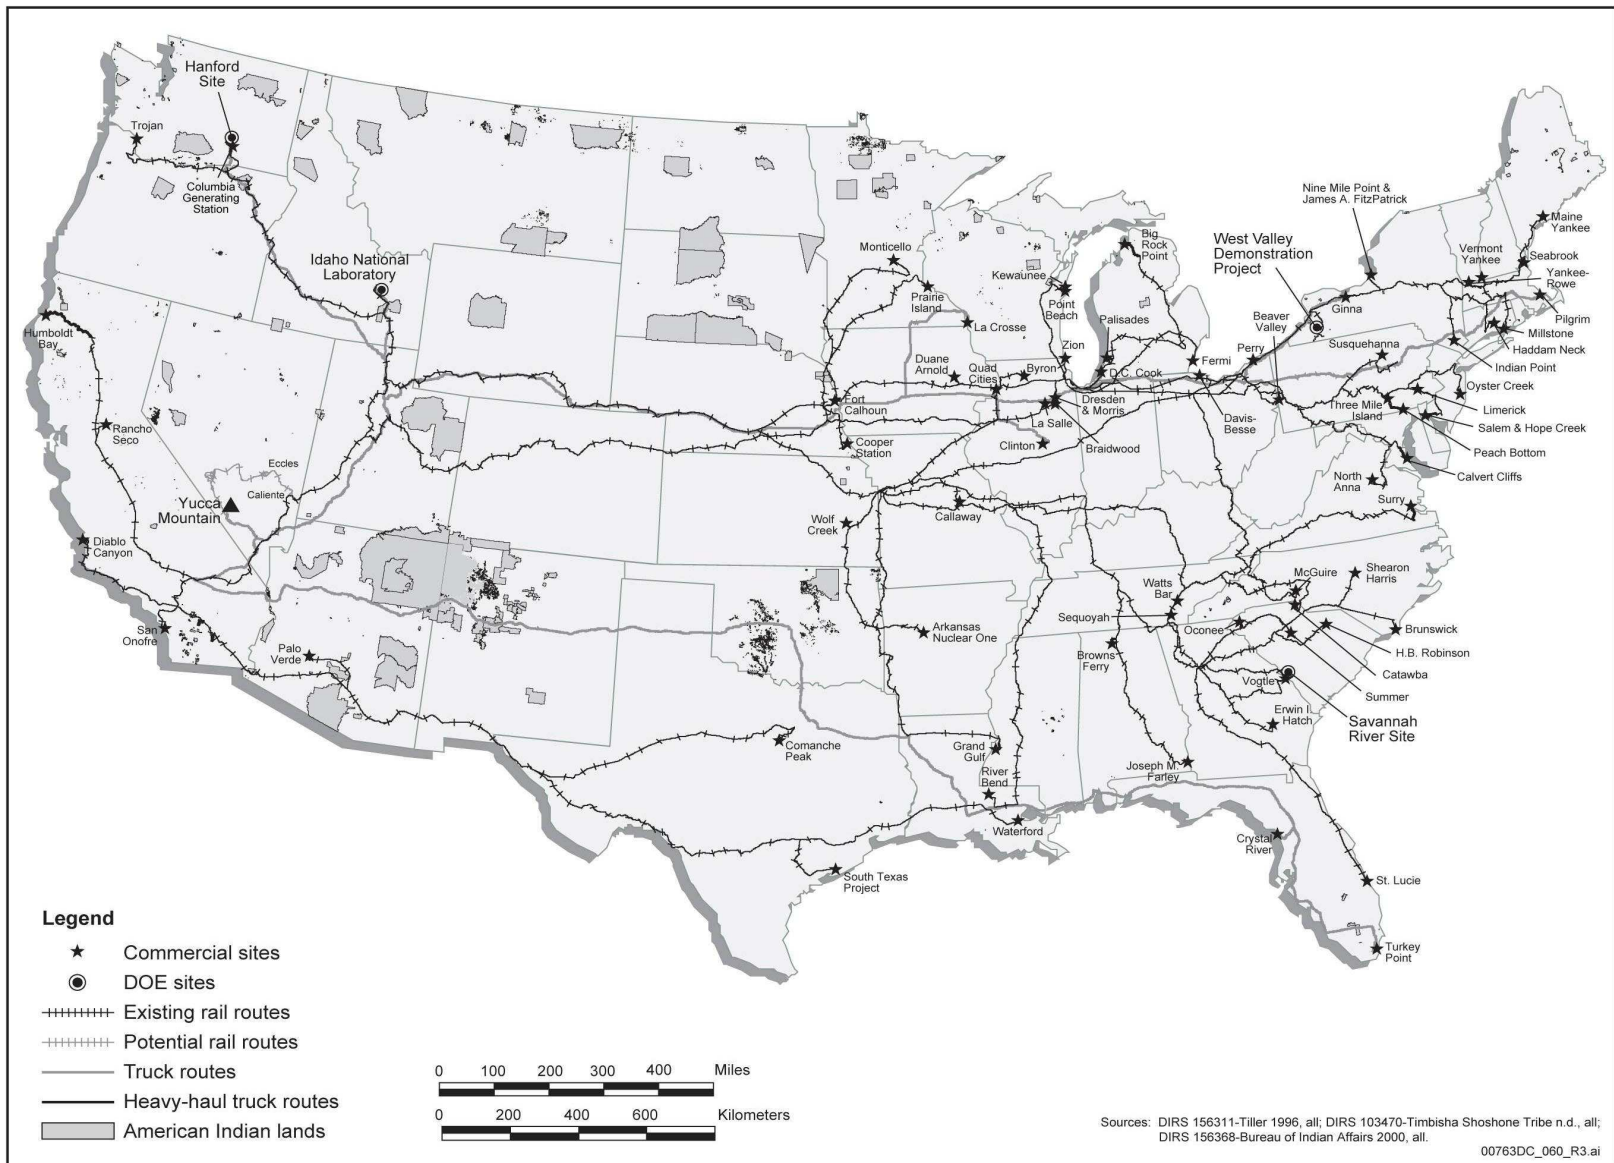 Hanford
Site
Trojan
Columbia
Generating
Station
Idaho National
Laboratory
Humboldt
Bay
Rancho
Seco
Eccles
Caliente
Yucca
Mountain
Diablo
Canyon
San
Onofre
Palo
Verde
Monticello
Prairie
Island
La Crosse
Kewaunee
Point
Beach
Big
Rock
Point
Palisades
Zion
Duane
Arnold
Quad
Cities
Byron
D.C. Cook
Fort
Calhoun
Dresden
& Morris
La Salle
Cooper
Station
Clinton
Braidwood
Wolf
Creek
Callaway
Arkansas
Nuclear One
Comanche
Peak
Grand
Gulf
River
Bend
Waterford
South Texas
Project
Nine Mile Point &
James A. FitzPatrick
West Valley
Demonstration
Project
Maine
Yankee
Vermont
Yankee
Seabrook
Yankee-
Rowe
Ginna
Pilgrim
Beaver
Valley
Millstone
Susquehanna
Haddam Neck
Perry
Fermi
Indian Point
Oyster Creek
Three Mile
Island
Limerick
Davis-
Besse
Salem & Hope Creek
Peach Bottom
North
Anna
Calvert Cliffs
Surry
McGuire
Shearon
Harris
Watts
Bar
Sequoyah
Oconee
Brunswick
Browns
Ferry
H.B. Robinson
Catawba
Vogtle
Summer
Erwin I.
Hatch
Savannah
River Site
Joseph M.
Farley
Crystal
River
St. Lucie
Turkey
Point
Legend
Commercial sites
DOE sites
Existing rail routes
Potential rail routes
Truck routes
Heavy-haul truck routes
American Indian lands
0 100 200 300 400 Miles
0 200 400 600 Kilometers
Sources: DIRS 156311-Tiller 1996, all; DIRS 103470-Timbisha Shoshone Tribe n.d., all;
DIRS 156368-Bureau of Indian Affairs 2000, all.
00763DC_060_R3.ai